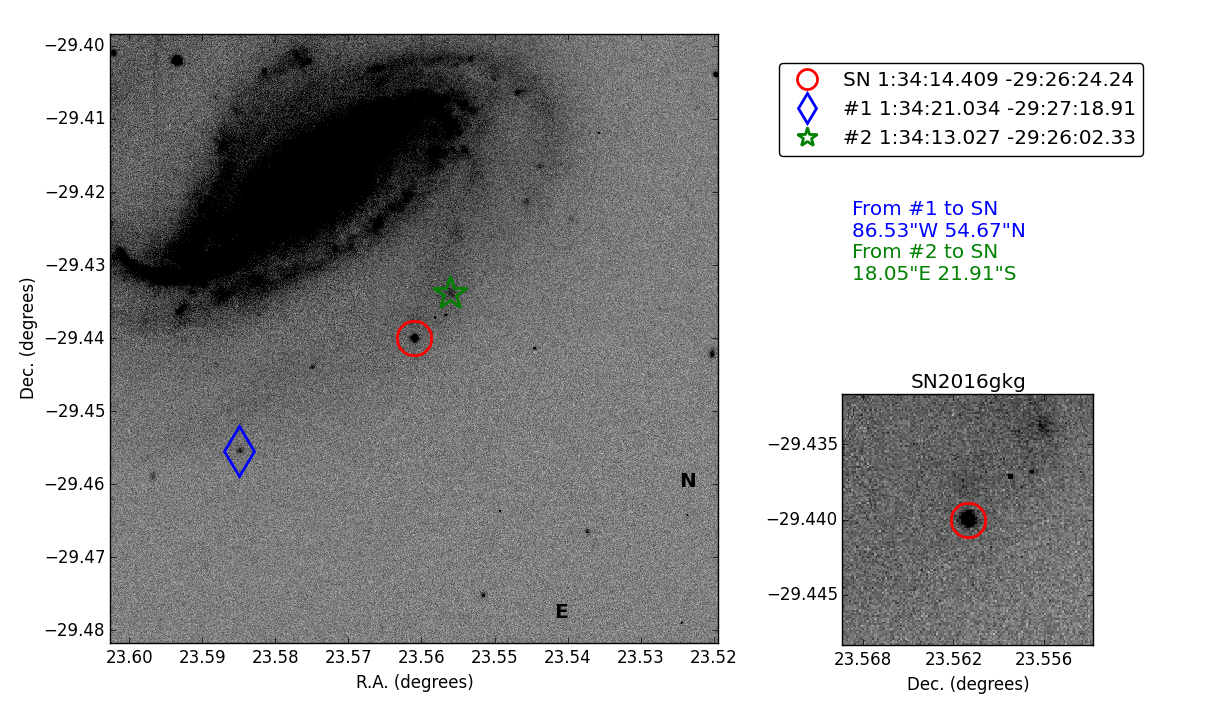 −29.40
−29.41
−29.42
−29.43
−29.44
−29.45
−29.46
−29.47
−29.48
Dec. (degrees)
23.60 23.59 23.58 23.57 23.56 23.55 23.54 23.53 23.52
R.A. (degrees)
N
E
SN 1:34:14.409 -29:26:24.24
#1 1:34:21.034 -29:27:18.91
#2 1:34:13.027 -29:26:02.33
From #1 to SN
86.53"W 54.67"N
From #2 to SN
18.05"E 21.91"S
SN2016gkg
−29.435
−29.440
−29.445
23.568 23.562 23.556
Dec. (degrees)